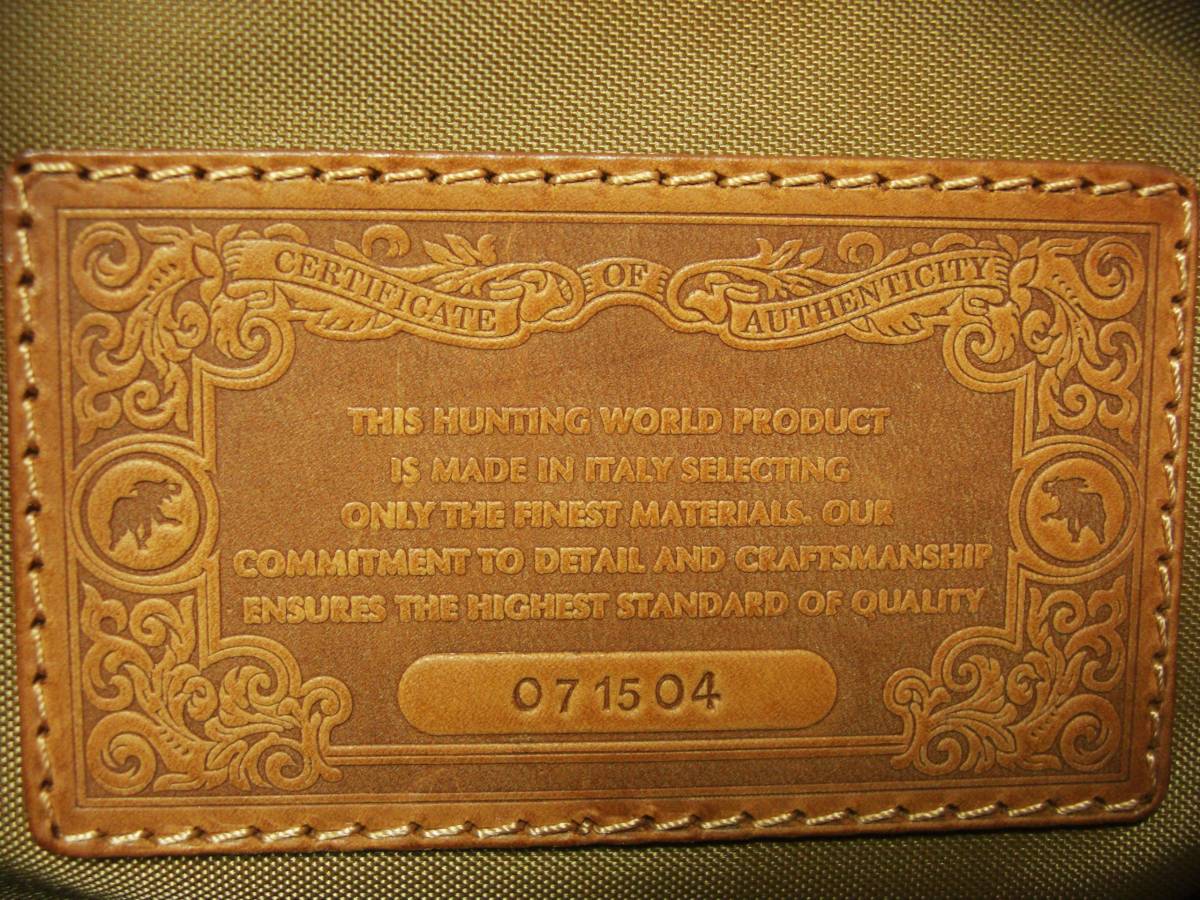 CERTIFICATE OF AUTHENTICITY
THIS HUNTING WORLD PRODUCT
IS MADE IN ITALY SELECTING
ONLY THE FINEST MATERIALS. OUR
COMMITMENT TO DETAIL AND CRAFTSMANSHIP
ENSURES THE HIGHEST STANDARD OF QUALITY
071504